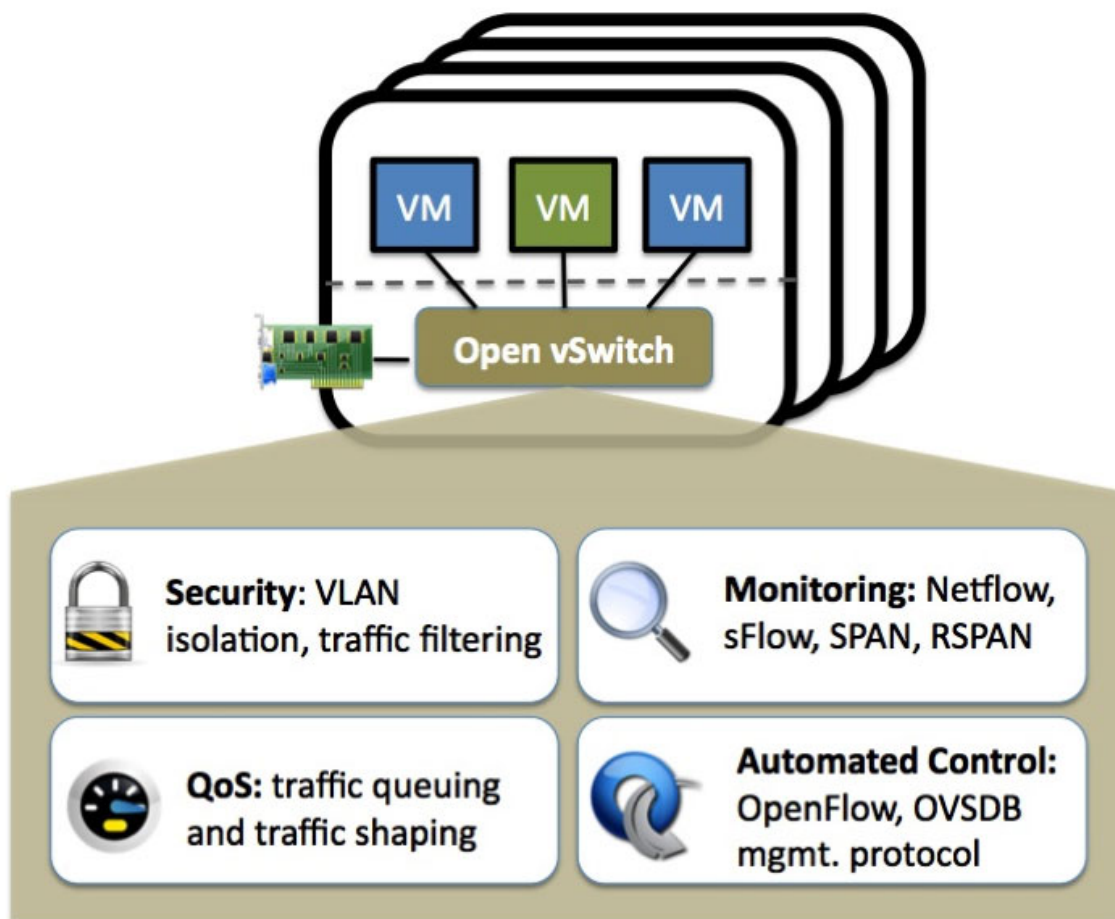 VM
VM
VM
Open vSwitch
Security: VLAN
isolation, traffic filtering
Monitoring: Netflow,
sFlow, SPAN, RSPAN
QoS: traffic queuing
and traffic shaping
Automated Control:
OpenFlow, OVSDB
mgmt. protocol